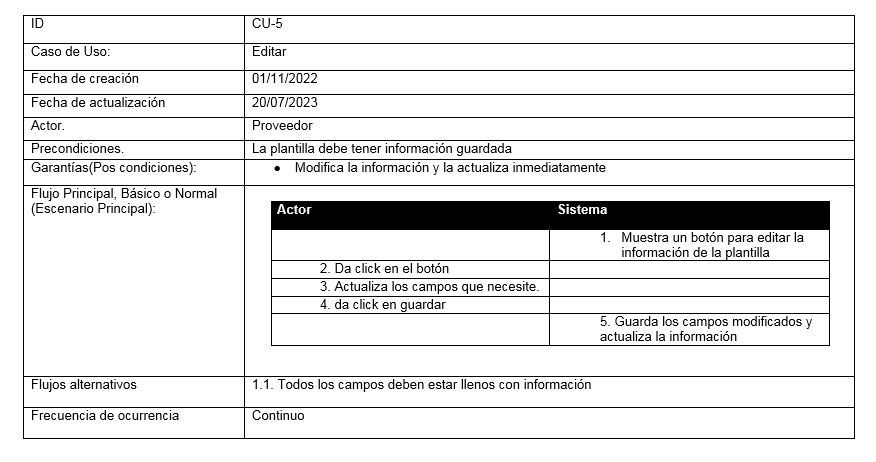 ID CU-5
Caso de Uso: Editar
Fecha de creación 01/11/2022
Fecha de actualización 20/07/2023
Actor. Proveedor
Precondiciones. La plantilla debe tener información guardada
Garantías(Pos condiciones): • Modifica la información y la actualiza inmediatamente
Flujo Principal, Básico o Normal
(Escenario Principal):
Actor Sistema
1. Muestra un botón para editar la
información de la plantilla
2. Da click en el botón
3. Actualiza los campos que necesite.
4. da click en guardar
5. Guarda los campos modificados y
actualiza la información
Flujos alternativos 1.1. Todos los campos deben estar llenos con información
Frecuencia de ocurrencia Continuo